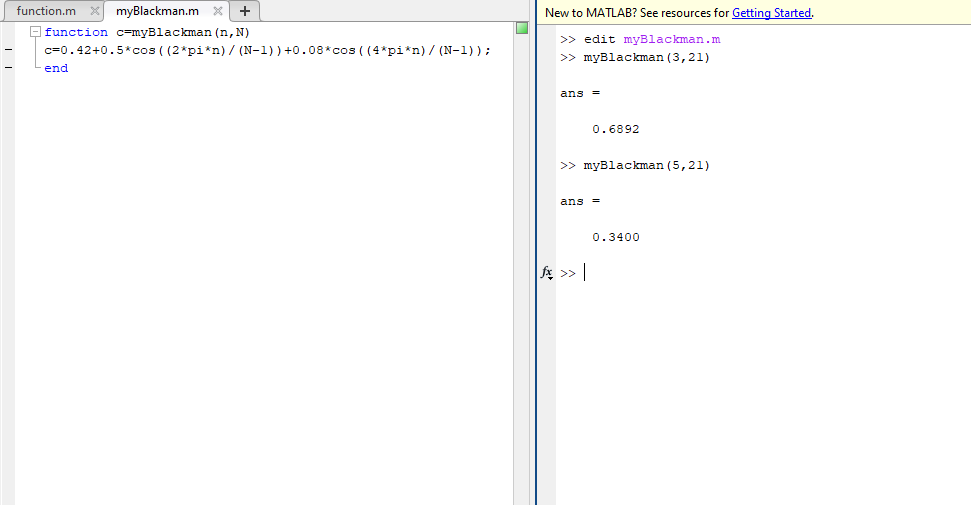 function.m
myBlackman.m
function c=myBlackman(n,N)
c=0.42+0.5*cos((2*pi*n)/(N-1))+0.08*cos((4*pi*n)/(N-1));
end
New to MATLAB? See resources for Getting Started.
>> edit myBlackman.m
>> myBlackman(3,21)
ans =
0.6892
>> myBlackman(5,21)
ans =
0.3400
fx >>